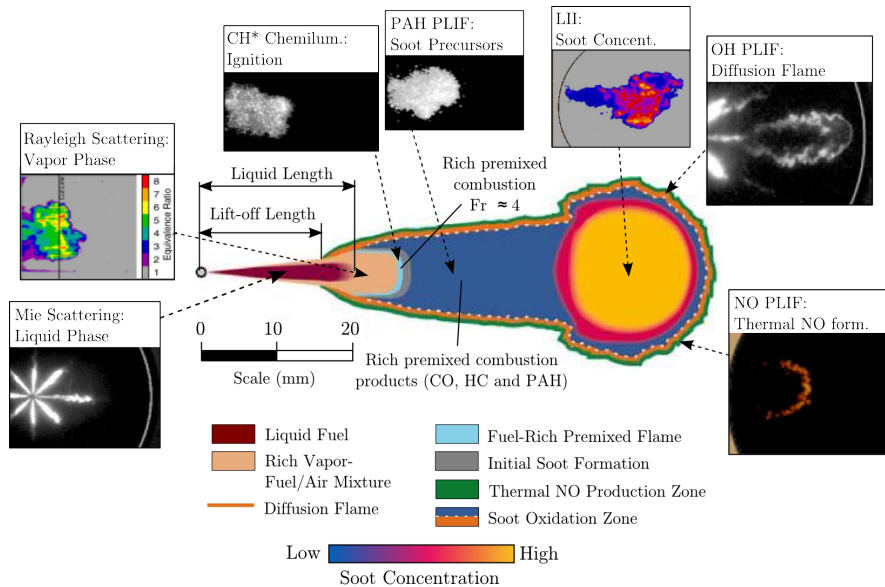 CH* Chemilum.:
Ignition
PAH PLIF:
Soot Precursors
LII:
Soot Concent.
OH PLIF:
Diffusion Flame
Rayleigh Scattering:
Vapor Phase
8
7
6
5
4
3
2
1
Equivalence Ratio
Liquid Length
Lift-off Length
Rich premixed
combustion
Fr ≈ 4
Mie Scattering:
Liquid Phase
NO PLIF:
Thermal NO form.
0
10
20
Scale (mm)
Rich premixed combustion
products (CO, HC and PAH)
Liquid Fuel
Rich Vapor-
Fuel/Air Mixture
Diffusion Flame
Fuel-Rich Premixed Flame
Initial Soot Formation
Thermal NO Production Zone
Soot Oxidation Zone
Low
High
Soot Concentration